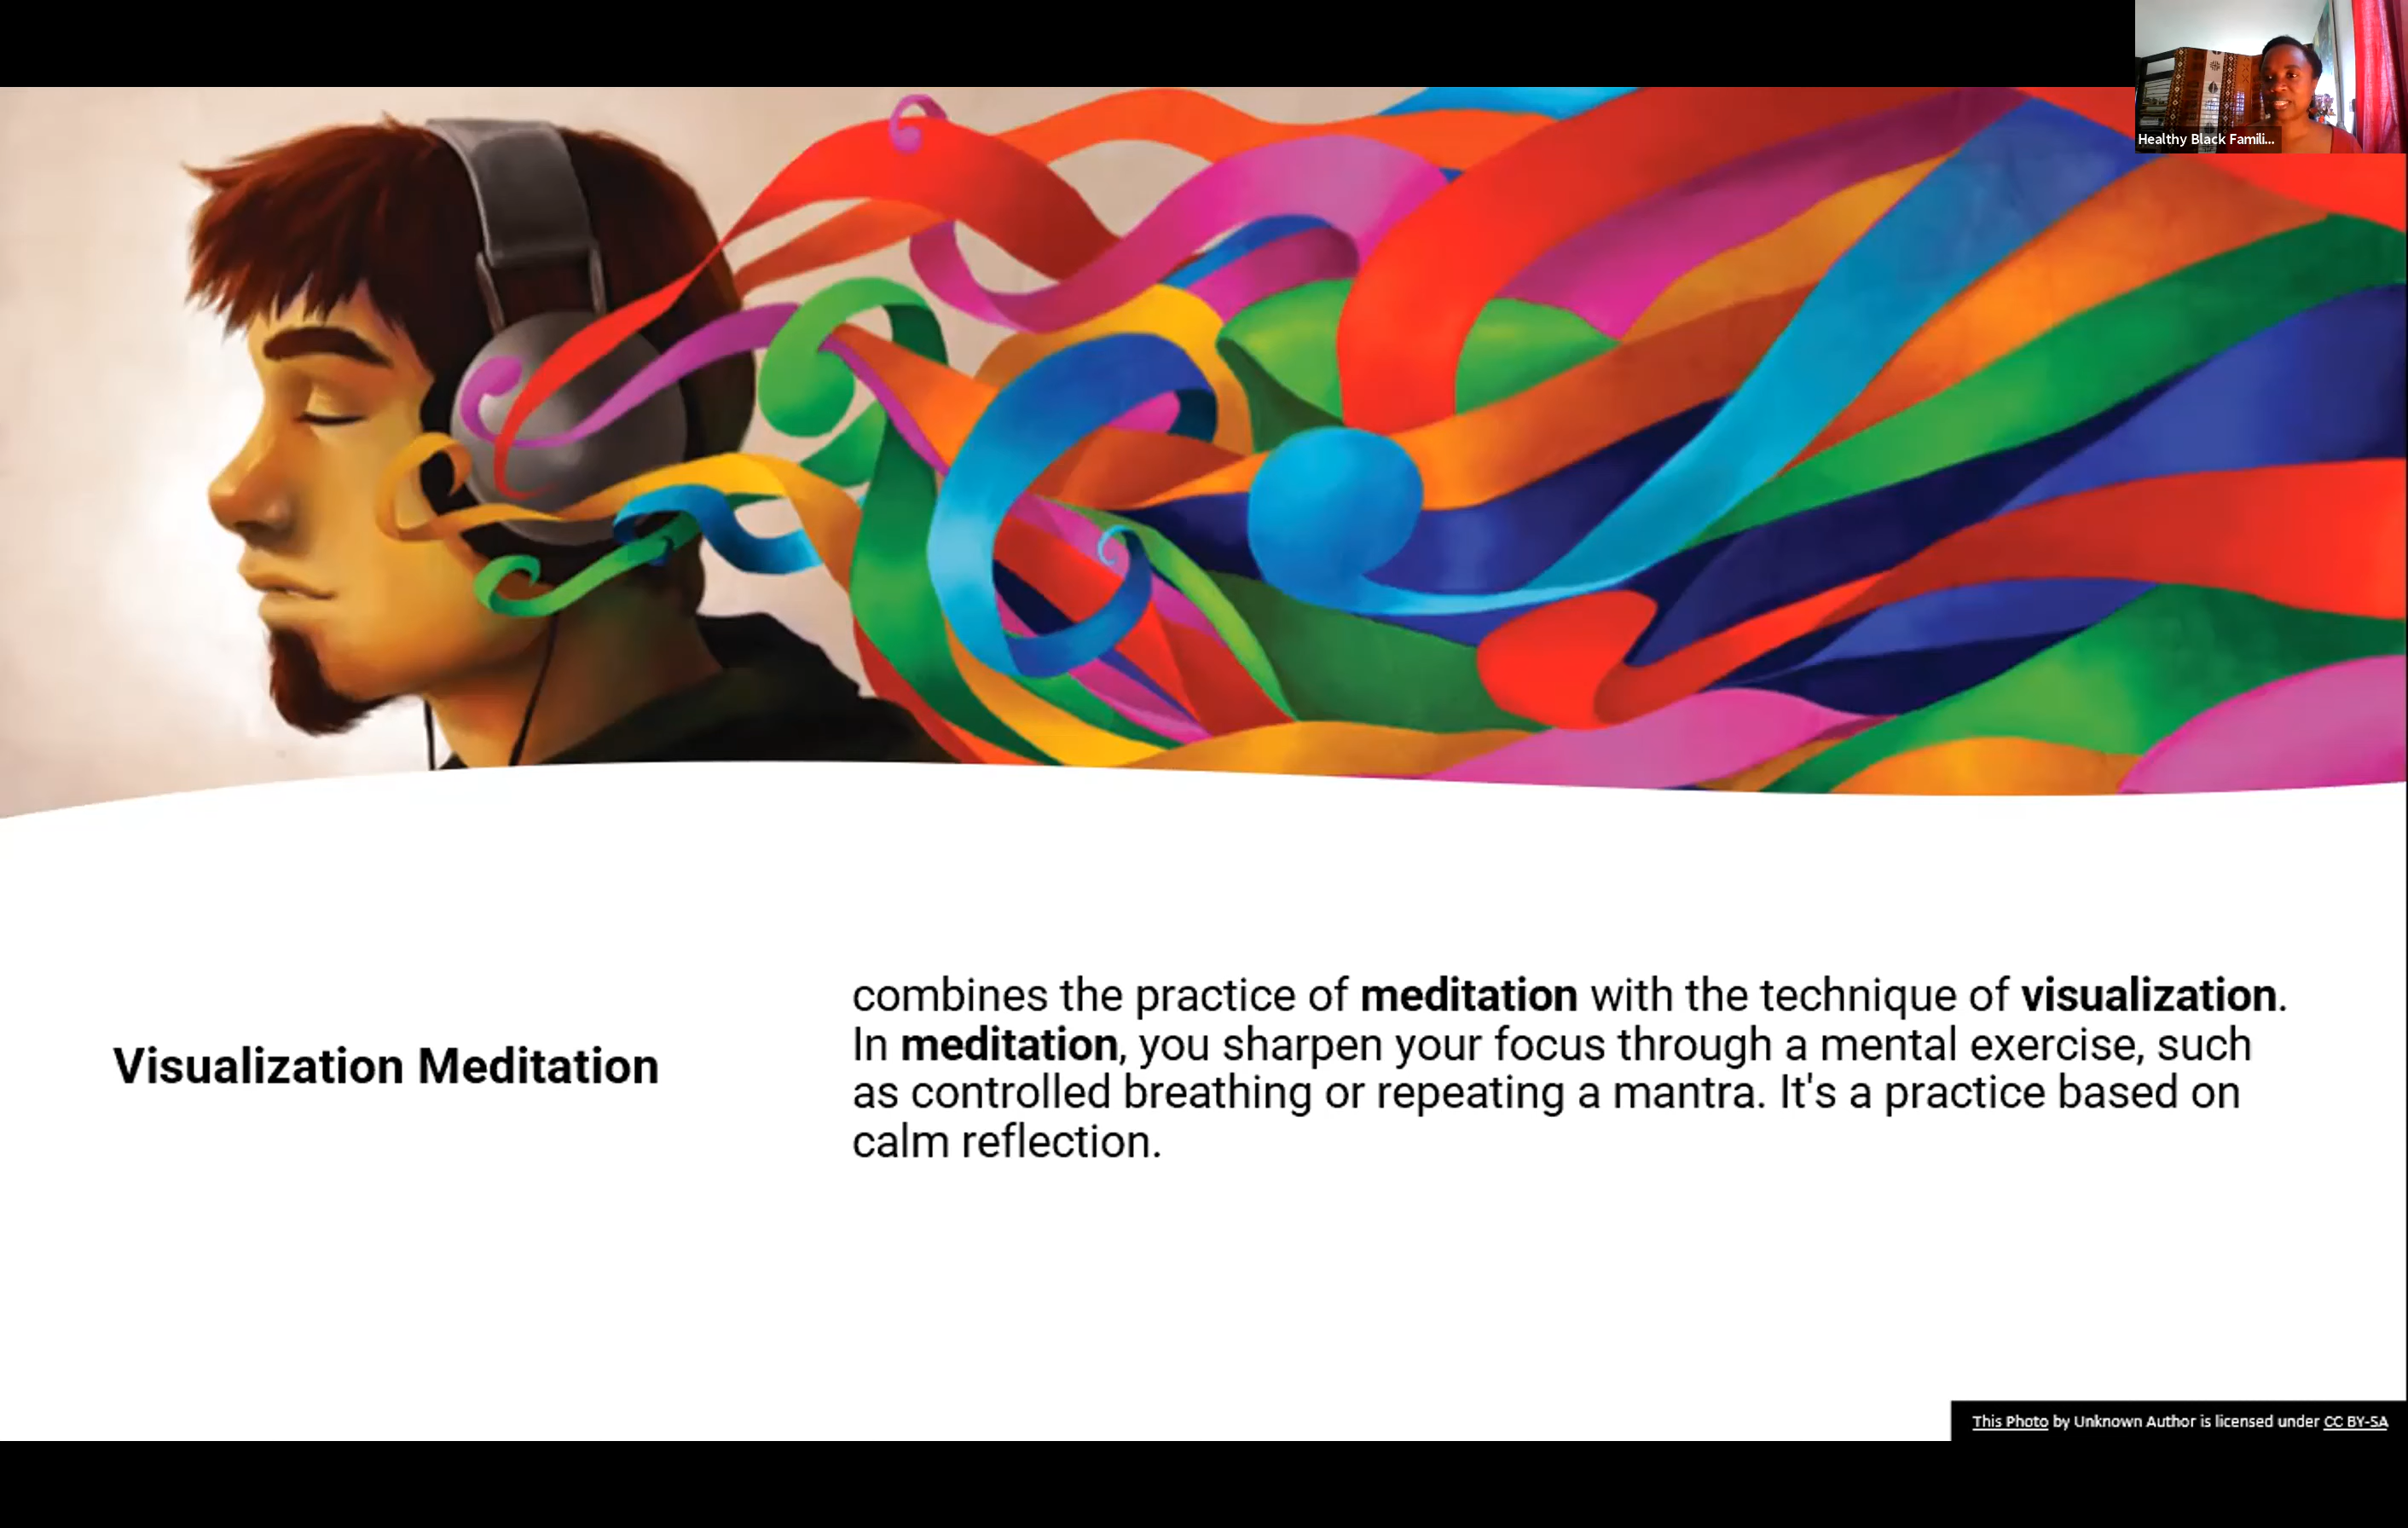 Healthy Black Famili...
Visualization Meditation
combines the practice of meditation with the technique of visualization.
In meditation, you sharpen your focus through a mental exercise, such
as controlled breathing or repeating a mantra. It's a practice based on
calm reflection.
This Photo by Unknown Author is licensed under CC BY-SA